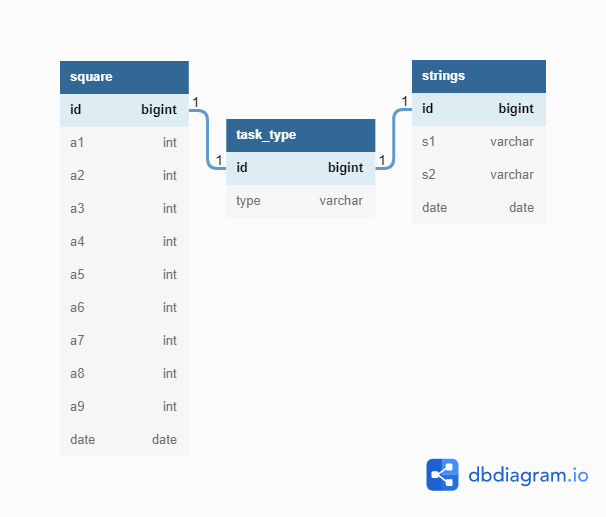 square
id bigint
a1 int
a2 int
a3 int
a4 int
a5 int
a6 int
a7 int
a8 int
a9 int
date date
1
1
task_type
id bigint
type varchar
1
1
strings
id bigint
s1 varchar
s2 varchar
date date
dbdiagram.io